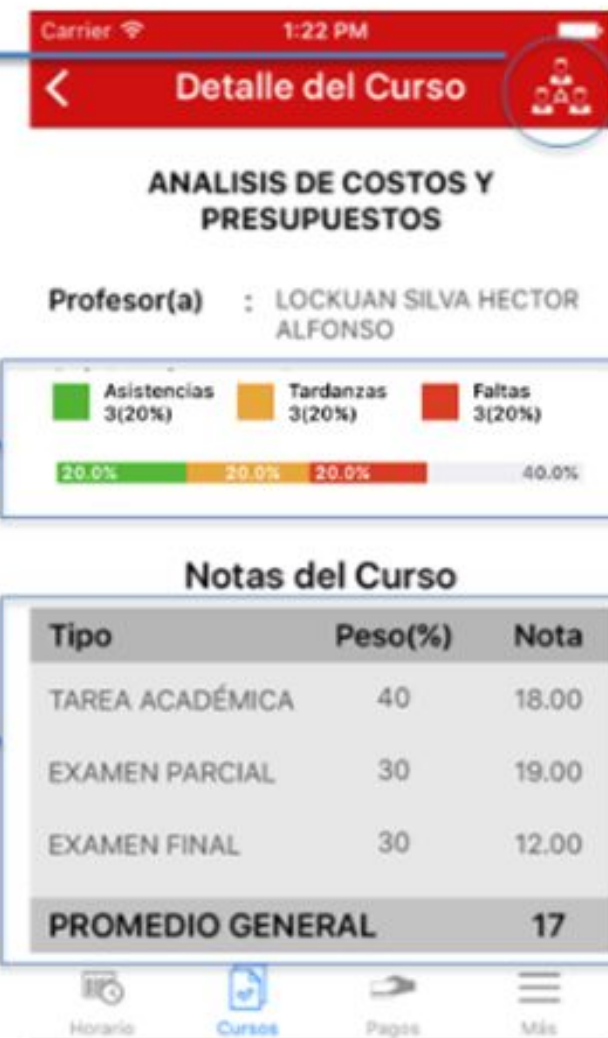 Carrier 1:22 PM
Detalle del Curso
ANALISIS DE COSTOS Y
PRESUPUESTOS
Profesor(a) : LOCKUAN SILVA HECTOR
ALFONSO
Asistencias Tardanzas Faltas
3(20%) 3(20%) 3(20%)
20.0% 20.0% 20.0% 40.0%
Notas del Curso
Tipo Peso(%) Nota
TAREA ACADÉMICA 40 18.00
EXAMEN PARCIAL 30 19.00
EXAMEN FINAL 30 12.00
PROMEDIO GENERAL 17
Horario Cursos Pagos Más